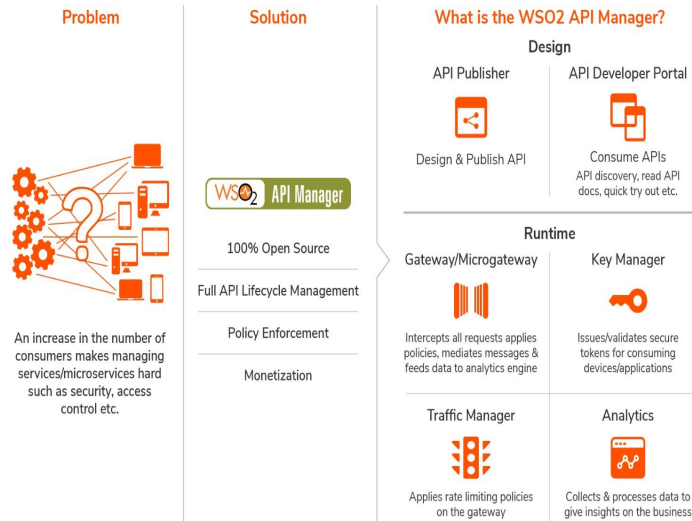 Problem
An increase in the number of
consumers makes managing
services/microservices hard
such as security, access
control etc.
Solution
WSO2 API Manager
100% Open Source
Full API Lifecycle Management
Policy Enforcement
Monetization
What is the WSO2 API Manager?
Design
API Publisher
Design & Publish API
API Developer Portal
Consume APIs
API discovery, read API
docs, quick try out etc.
Runtime
Gateway/Microgateway
Intercepts all requests applies
policies, mediates messages &
feeds data to analytics engine
Key Manager
Issues/validates secure
tokens for consuming
devices/applications
Traffic Manager
Applies rate limiting policies
on the gateway
Analytics
Collects & processes data to
give insights on the business